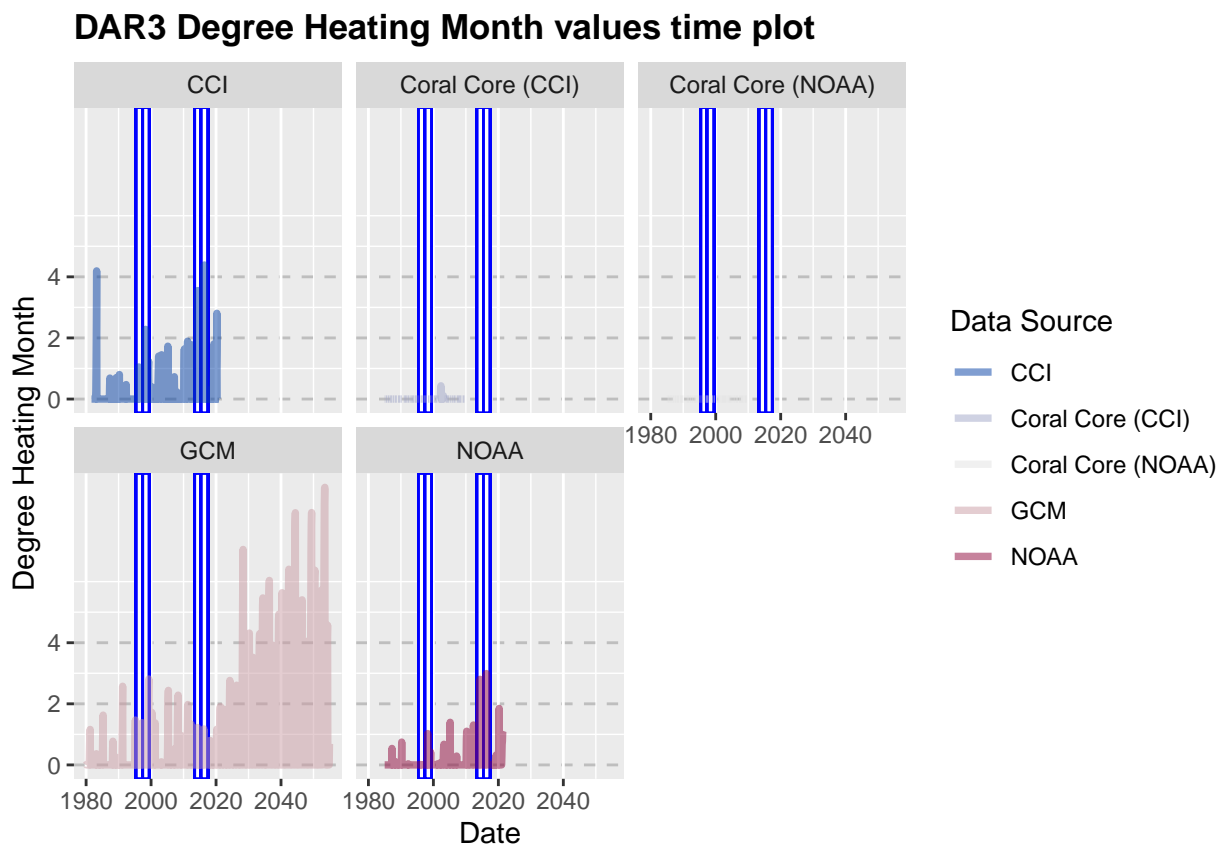 DAR3 Degree Heating Month values time plot
CCI
Coral Core (CCI)
Coral Core (NOAA)
4
2
0
1980 2000 2020 2040
GCM
NOAA
4
2
0
1980 2000 2020 2040
1980 2000 2020 2040
Degree Heating Month
Date
Data Source
CCI
Coral Core (CCI)
Coral Core (NOAA)
GCM
NOAA